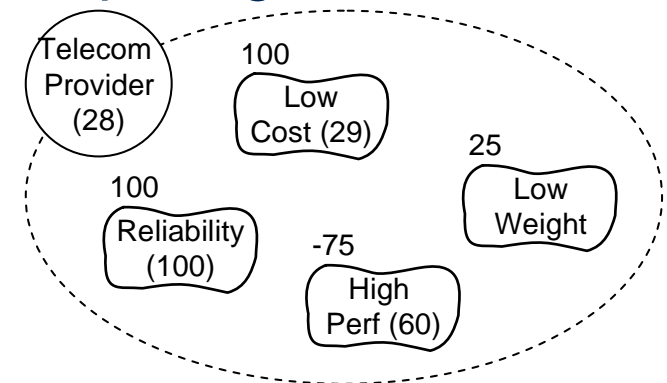 Telecom
Provider
(28)
100
Low
Cost (29)
25
Low
Weight
100
Reliability
(100)
-75
High
Perf (60)